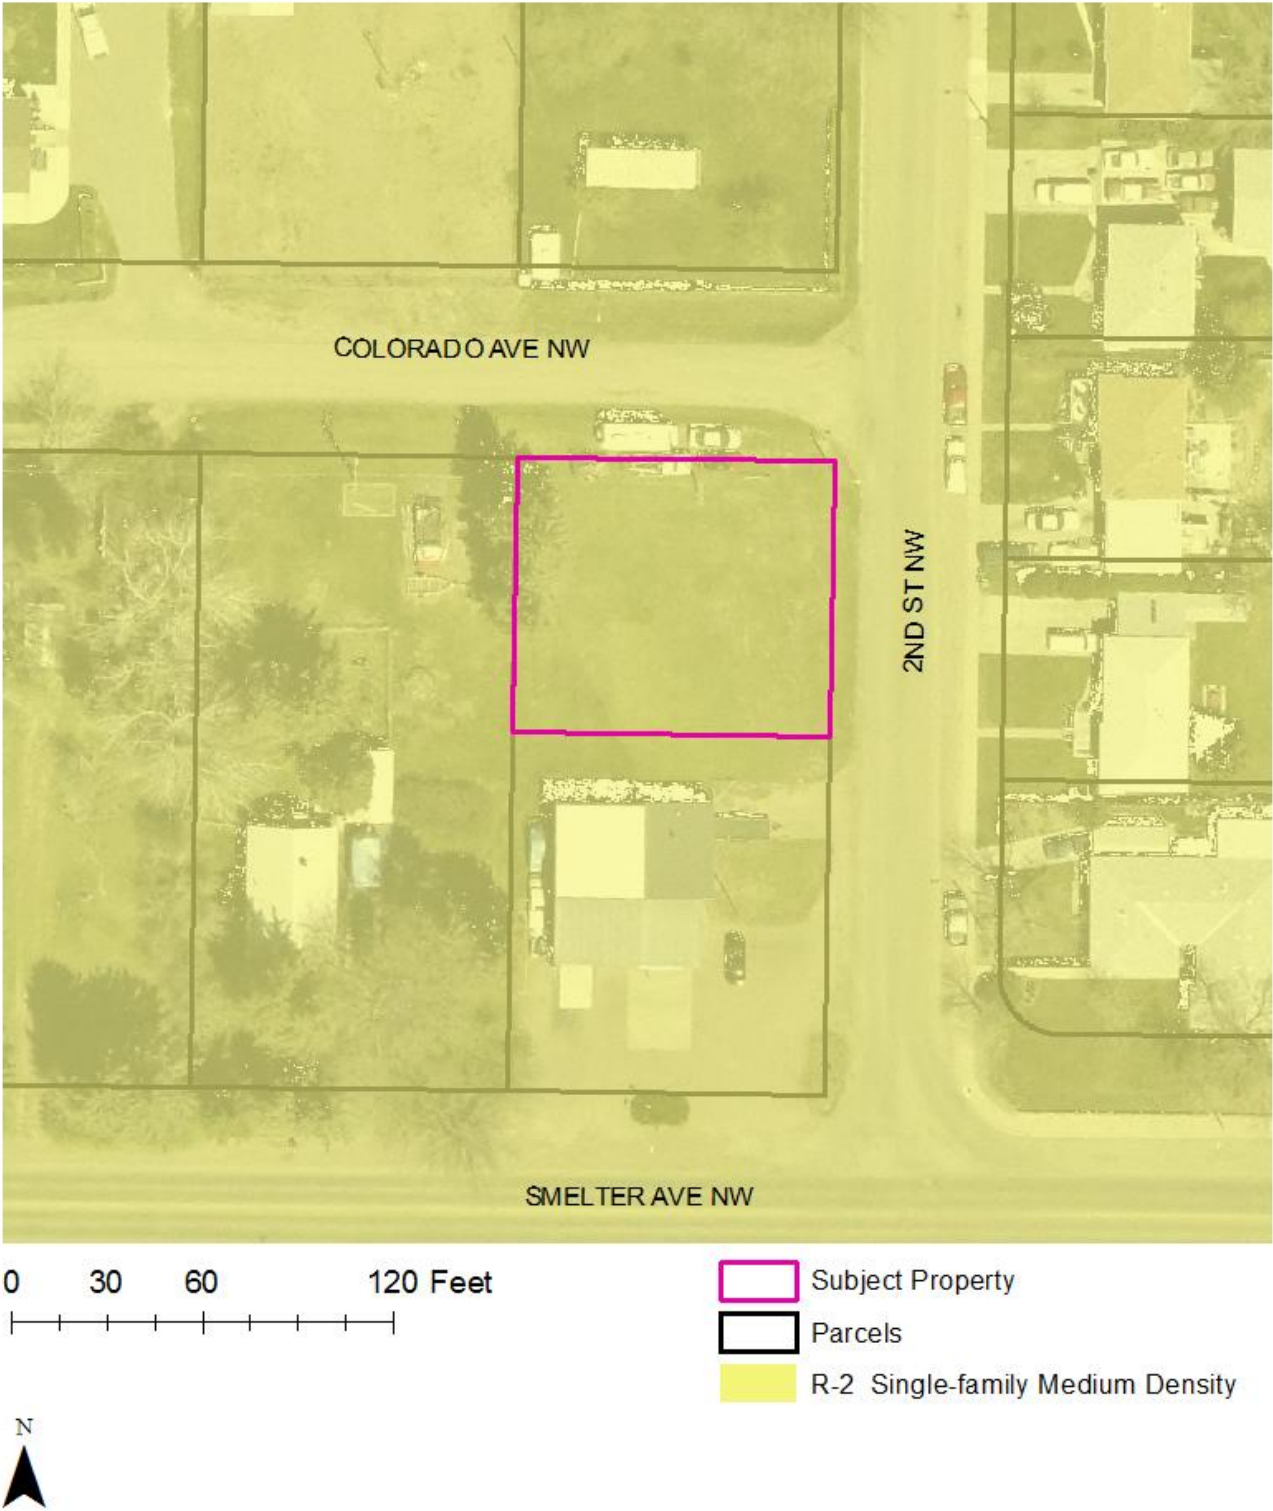 COLORADO AVE NW
2ND ST NW
SMELTER AVE NW
0 30 60 120 Feet
Subject Property
Parcels
R-2 Single-family Medium Density
N